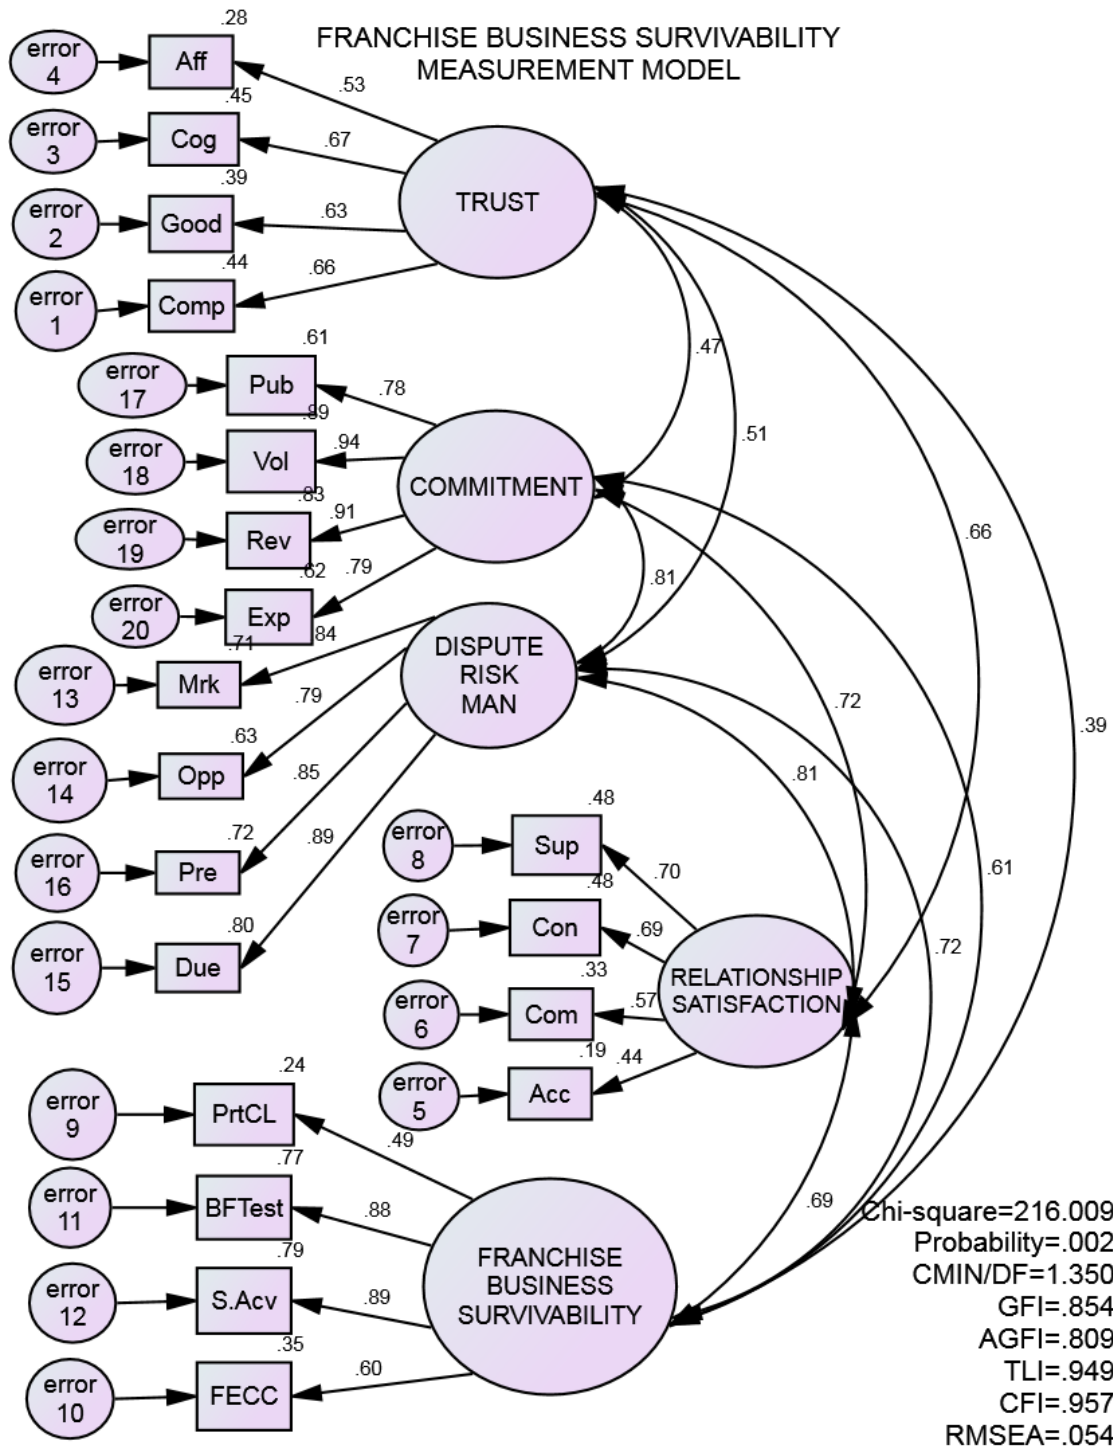 FRANCHISE BUSINESS SURVIVABILITY
MEASUREMENT MODEL
.28
error
4
Aff
.53
.45
error
3
Cog
.67
.39
error
2
Good
.63
.44
error
1
Comp
.66
TRUST
.61
error
17
Pub
.78
.89
error
18
Vol
.94
.83
error
19
Rev
.91
.62
error
20
Exp
.79
COMMITMENT
.71
error
13
Mrk
.84
.63
error
14
Opp
.79
.72
error
16
Pre
.85
.80
error
15
Due
.89
DISPUTE
RISK
MAN
.48
error
8
Sup
.70
.48
error
7
Con
.69
.33
error
6
Com
.57
.19
error
5
Acc
.44
RELATIONSHIP
SATISFACTION
.24
error
9
PrtCL
.49
.77
error
11
BFTest
.88
.79
error
12
S.Acv
.89
.35
error
10
FECC
.60
FRANCHISE
BUSINESS
SURVIVABILITY
.47
.51
.66
.81
.72
.39
.81
.61
.72
.69
Chi-square=216.009
Probability=.002
CMIN/DF=1.350
GFI=.854
AGFI=.809
TLI=.949
CFI=.957
RMSEA=.054